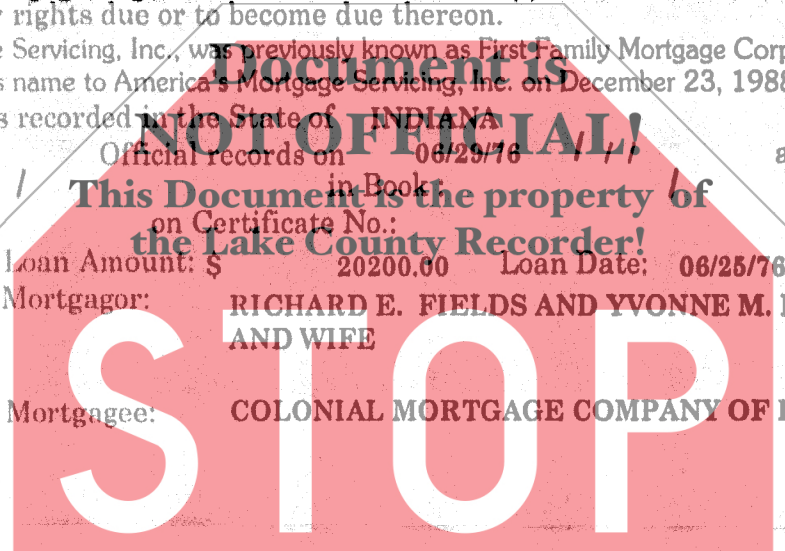 rights due or to become due thereon.
Servicing, Inc., was previously known as First Family Mortgage Corp
s name to America's Mortgage Servicing, Inc. on December 23, 1988
Document is
s recorded in the State of INDIANA
NOT OFFICIAL!
Official records on 06/29/76 / / / a
in Book:
This Document is the property of
on Certificate No.:
the Lake County Recorder!
Loan Amount: $ 20200.00 Loan Date: 06/25/76
Mortgagor: RICHARD E. FIELDS AND YVONNE M.
AND WIFE
Mortgagee: COLONIAL MORTGAGE COMPANY OF
STOP